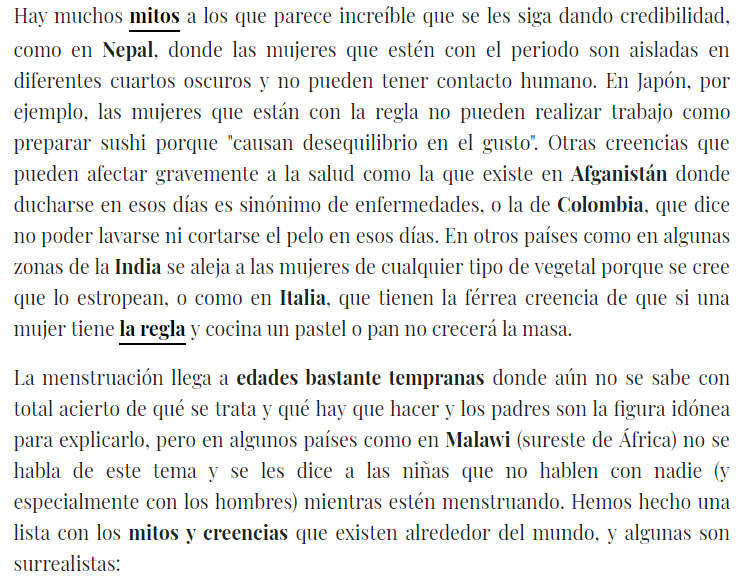 Hay muchos mitos a los que parece increíble que se les siga dando credibilidad,
como en Nepal, donde las mujeres que estén con el periodo son aisladas en
diferentes cuartos oscuros y no pueden tener contacto humano. En Japón, por
ejemplo, las mujeres que están con la regla no pueden realizar trabajo como
preparar sushi porque "causan desequilibrio en el gusto". Otras creencias que
pueden afectar gravemente a la salud como la que existe en Afganistán donde
ducharse en esos días es sinónimo de enfermedades, o la de Colombia, que dice
no poder lavarse ni cortarse el pelo en esos días. En otros países como en algunas
zonas de la India se aleja a las mujeres de cualquier tipo de vegetal porque se cree
que lo estropean, o como en Italia, que tienen la férrea creencia de que si una
mujer tiene la regla y cocina un pastel o pan no crecerá la masa.
La menstruación llega a edades bastante tempranas donde aún no se sabe con
total acierto de qué se trata y qué hay que hacer y los padres son la figura idónea
para explicarlo, pero en algunos países como en Malawi (sureste de África) no se
habla de este tema y se les dice a las niñas que no hablen con nadie (y
especialmente con los hombres) mientras estén menstruando. Hemos hecho una
lista con los mitos y creencias que existen alrededor del mundo, y algunas son
surrealistas: